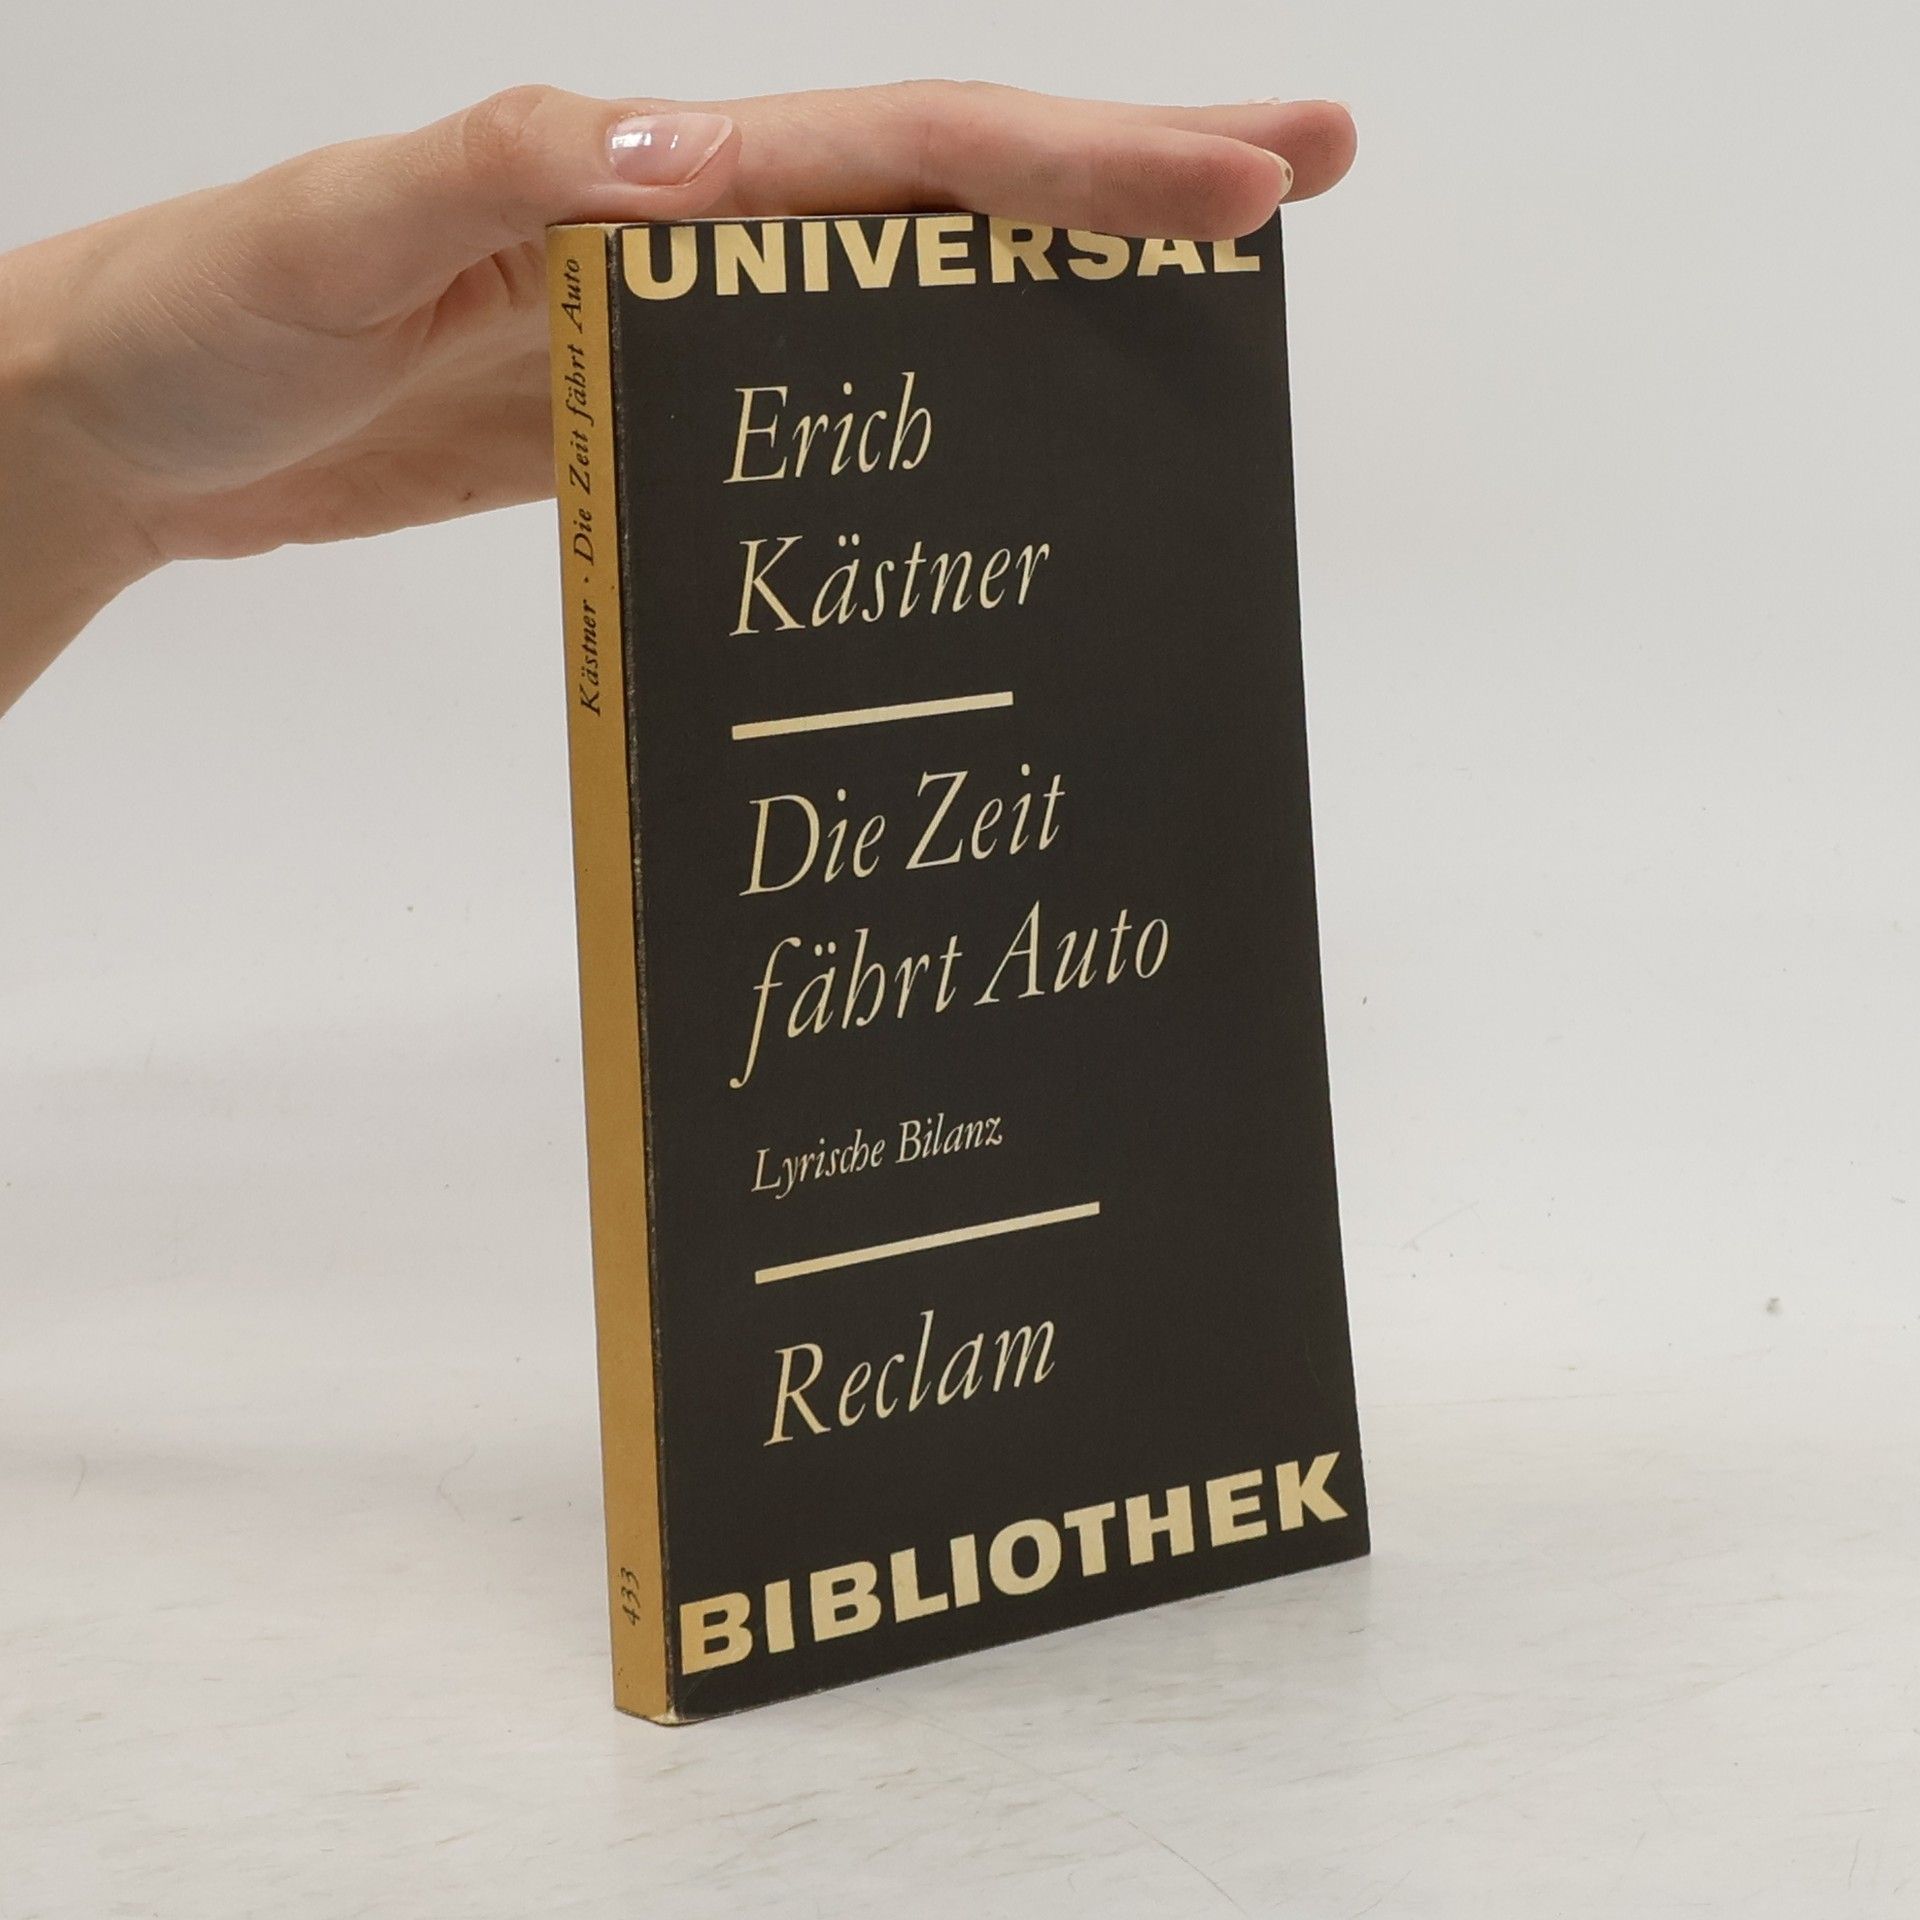 UNIVERSAL
Erich
Kästner
Die Zeit
fährt Auto
Lyrische Bilanz
Reclam
BIBLIOTHEK
Kästner · Die Zeit fährt Auto
433